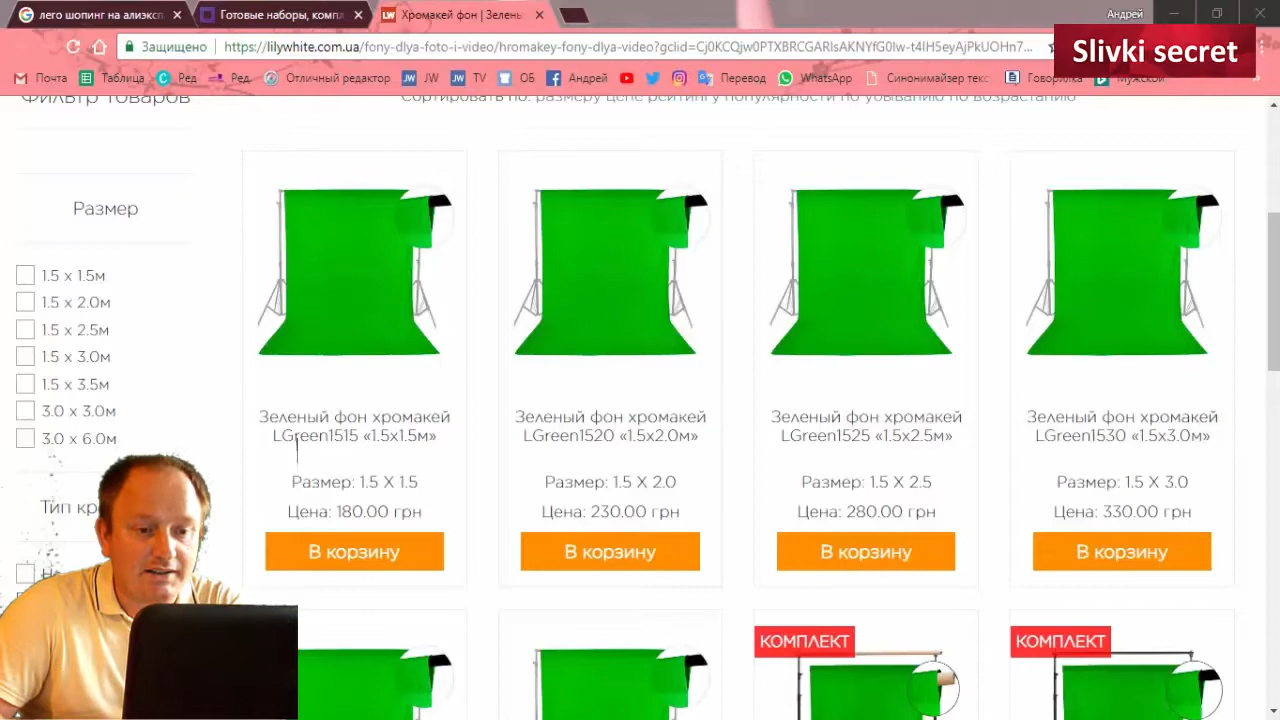 лего шопинг на алиэкспр
Готовые наборы, компл
Хромакей фон | Зелены
Андрей
Защищено
https://lilywhite.com.ua/fony-dlya-foto-i-video/hromakey-fony-dlya-video?gclid=Cj0KCQjw0PTXBRCGARIsAKNYfG0Iw-t4IH5eyAjPkUOHn7...
Slivki secret
Почта
Таблица
Ред
Ред.
Отличный редактор
JW
TV
ОБ
Андрей
Перевод
WhatsApp
Синонимайзер текс
Говорилка
Мужской
Фильтр товаров
Сортировать по: размеру цене рейтингу популярности по убыванию по возрастанию
Размер
1.5 x 1.5м
1.5 x 2.0м
1.5 x 2.5м
1.5 x 3.0м
1.5 x 3.5м
3.0 x 3.0м
3.0 x 6.0м
Тип кр
Зеленый фон хромакей
LGreen1515 «1.5x1.5м»
Размер: 1.5 X 1.5
Цена: 180.00 грн
В корзину
Зеленый фон хромакей
LGreen1520 «1.5x2.0м»
Размер: 1.5 X 2.0
Цена: 230.00 грн
В корзину
Зеленый фон хромакей
LGreen1525 «1.5x2.5м»
Размер: 1.5 X 2.5
Цена: 280.00 грн
В корзину
Зеленый фон хромакей
LGreen1530 «1.5x3.0м»
Размер: 1.5 X 3.0
Цена: 330.00 грн
В корзину
КОМПЛЕКТ
КОМПЛЕКТ